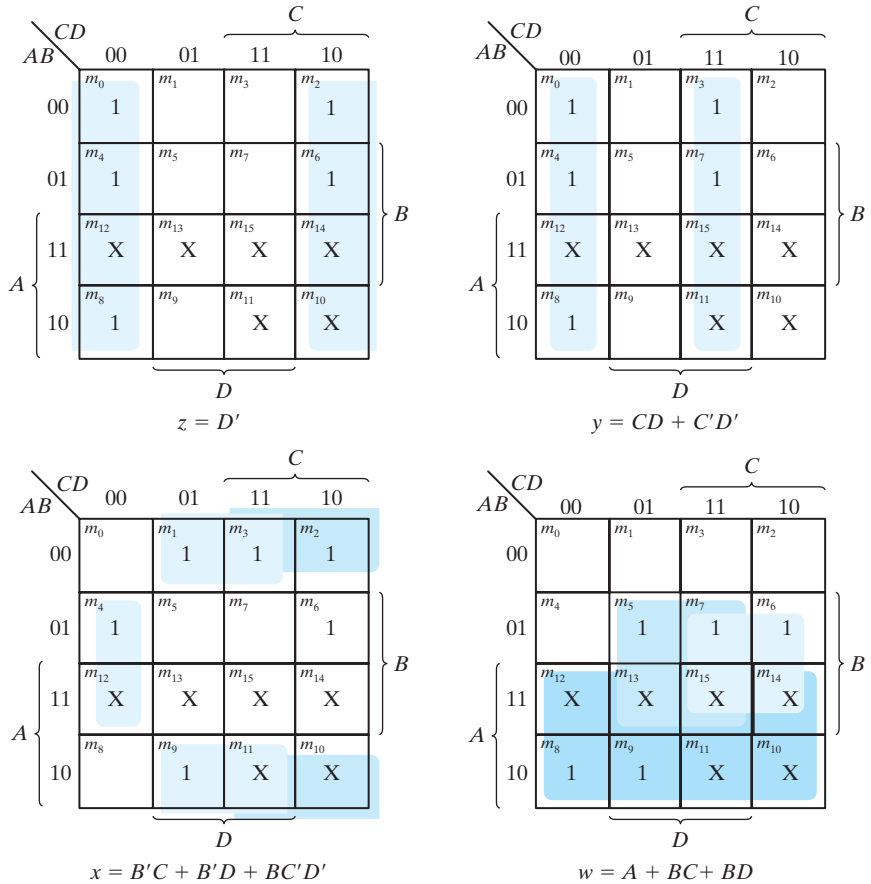 C
CD
AB 00 01 11 10
m₀ m₁ m₃ m₂
00 1 1
m₄ m₅ m₇ m₆
01 1 1
B
m₁₂ m₁₃ m₁₅ m₁₄
11 X X X X
A
m₈ m₉ m₁₁ m₁₀
10 1 X X
D
z = D′
C
CD
AB 00 01 11 10
m₀ m₁ m₃ m₂
00 1 1
m₄ m₅ m₇ m₆
01 1 1
B
m₁₂ m₁₃ m₁₅ m₁₄
11 X X X X
A
m₈ m₉ m₁₁ m₁₀
10 1 X X
D
y = CD + C′D′
C
CD
AB 00 01 11 10
m₀ m₁ m₃ m₂
00 1 1 1
m₄ m₅ m₇ m₆
01 1 1
B
m₁₂ m₁₃ m₁₅ m₁₄
11 X X X X
A
m₈ m₉ m₁₁ m₁₀
10 1 X X
D
x = B′C + B′D + BC′D′
C
CD
AB 00 01 11 10
m₀ m₁ m₃ m₂
00
m₄ m₅ m₇ m₆
01 1 1 1
B
m₁₂ m₁₃ m₁₅ m₁₄
11 X X X X
A
m₈ m₉ m₁₁ m₁₀
10 1 1 X X
D
w = A + BC+ BD